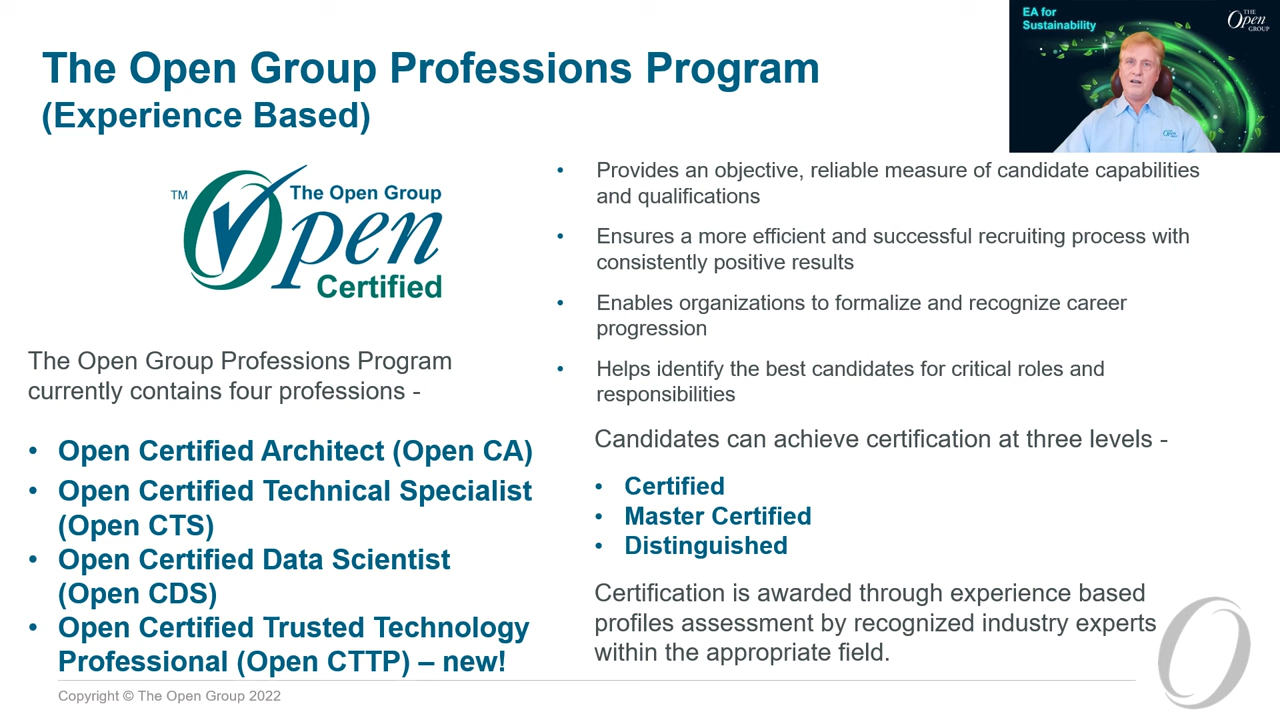 The Open Group Professions Program
(Experience Based)
EA for
Sustainability
THE
Open
GROUP
TM
The Open Group
Open
Certified
The Open Group Professions Program
currently contains four professions -
• Open Certified Architect (Open CA)
• Open Certified Technical Specialist
(Open CTS)
• Open Certified Data Scientist
(Open CDS)
• Open Certified Trusted Technology
Professional (Open CTTP) – new!
• Provides an objective, reliable measure of candidate capabilities
and qualifications
• Ensures a more efficient and successful recruiting process with
consistently positive results
• Enables organizations to formalize and recognize career
progression
• Helps identify the best candidates for critical roles and
responsibilities
Candidates can achieve certification at three levels -
• Certified
• Master Certified
• Distinguished
Certification is awarded through experience based
profiles assessment by recognized industry experts
within the appropriate field.
Copyright © The Open Group 2022